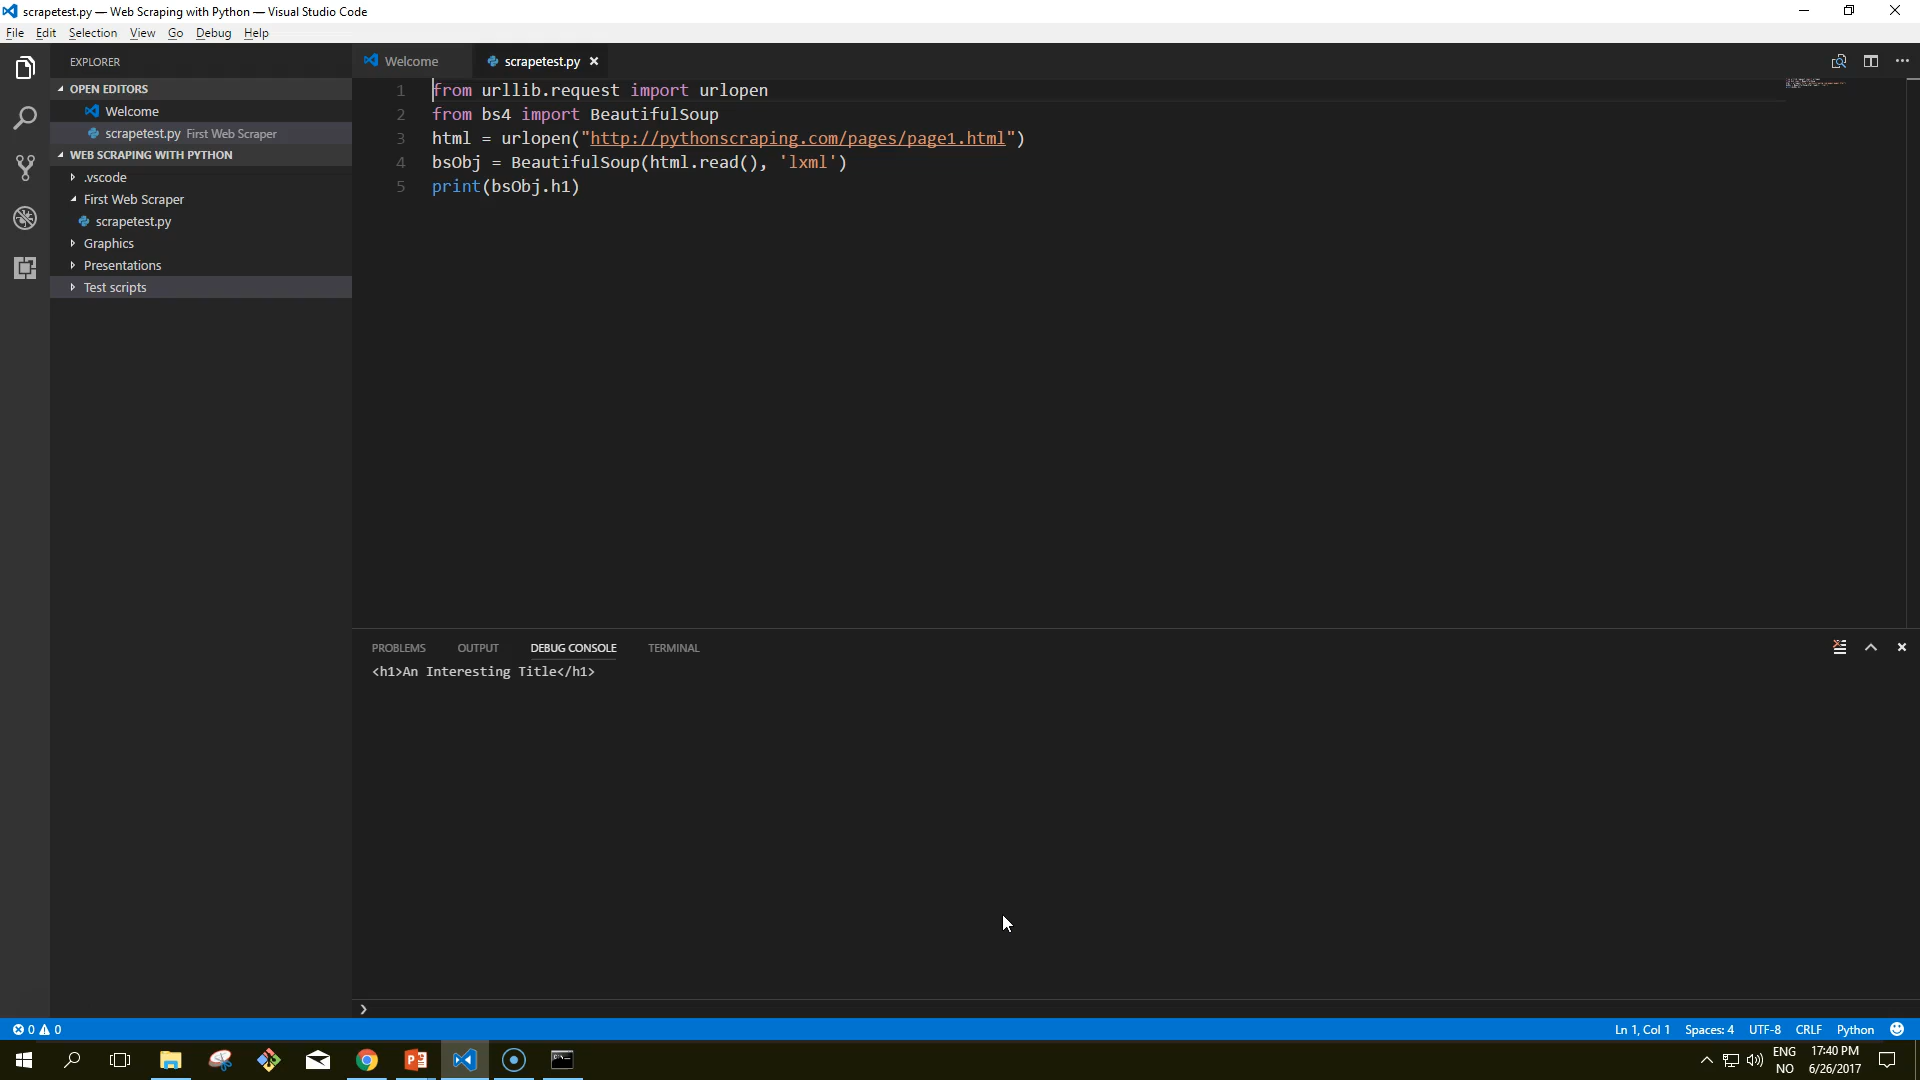 scrapetest.py — Web Scraping with Python — Visual Studio Code
File Edit Selection View Go Debug Help
EXPLORER
OPEN EDITORS
Welcome
scrapetest.py First Web Scraper
WEB SCRAPING WITH PYTHON
.vscode
First Web Scraper
scrapetest.py
Graphics
Presentations
Test scripts
Welcome scrapetest.py
1 from urllib.request import urlopen
2 from bs4 import BeautifulSoup
3 html = urlopen("http://pythonscraping.com/pages/page1.html")
4 bsObj = BeautifulSoup(html.read(), 'lxml')
5 print(bsObj.h1)
PROBLEMS OUTPUT DEBUG CONSOLE TERMINAL
<h1>An Interesting Title</h1>
0 0 Ln 1, Col 1 Spaces: 4 UTF-8 CRLF Python
ENG 17:40 PM
NO 6/26/2017